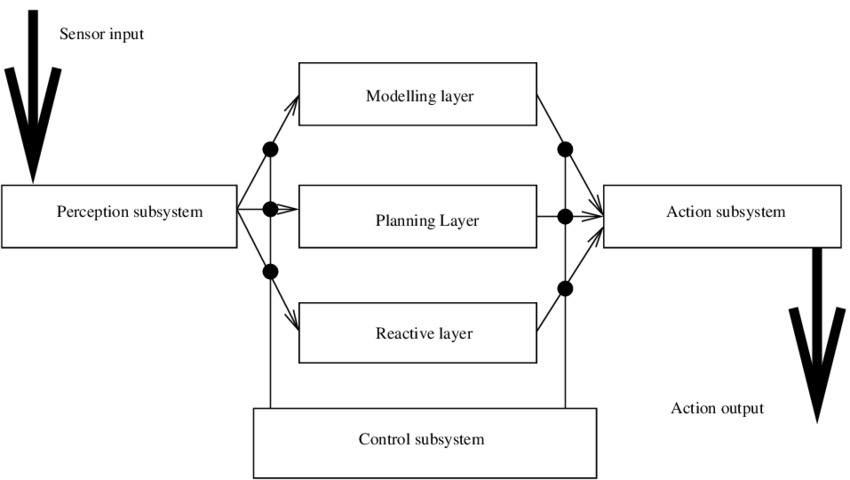 Sensor input
Modelling layer
Perception subsystem
Planning Layer
Action subsystem
Reactive layer
Action output
Control subsystem